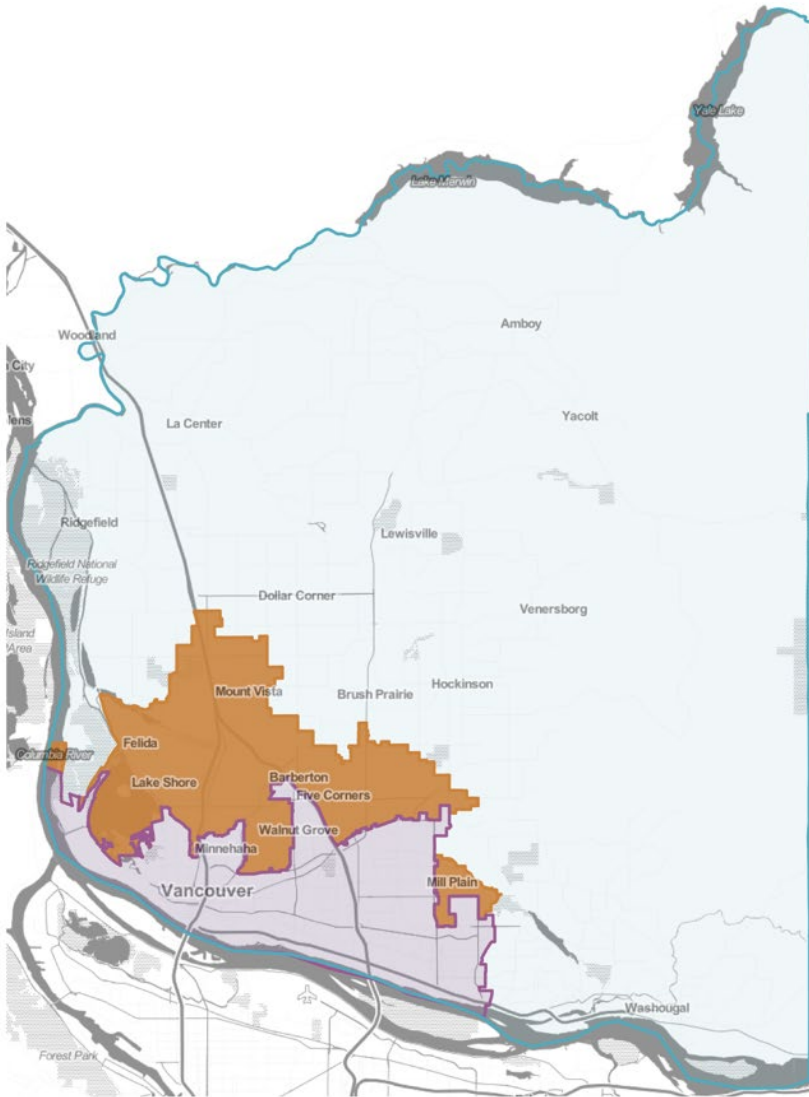 Yale Lake
Lake Merwin
Amboy
Woodland
City
Yacolt
La Center
lens
Ridgefield
Lewisville
Ridgefield National
Wildlife Refuge
Dollar Corner
Venersborg
Island
Area
Hockinson
Mount Vista
Brush Prairie
Felida
Columbia River
Barberton
Lake Shore
Five Corners
Walnut Grove
Minnehaha
Mill Plain
Vancouver
Washougal
Forest Park